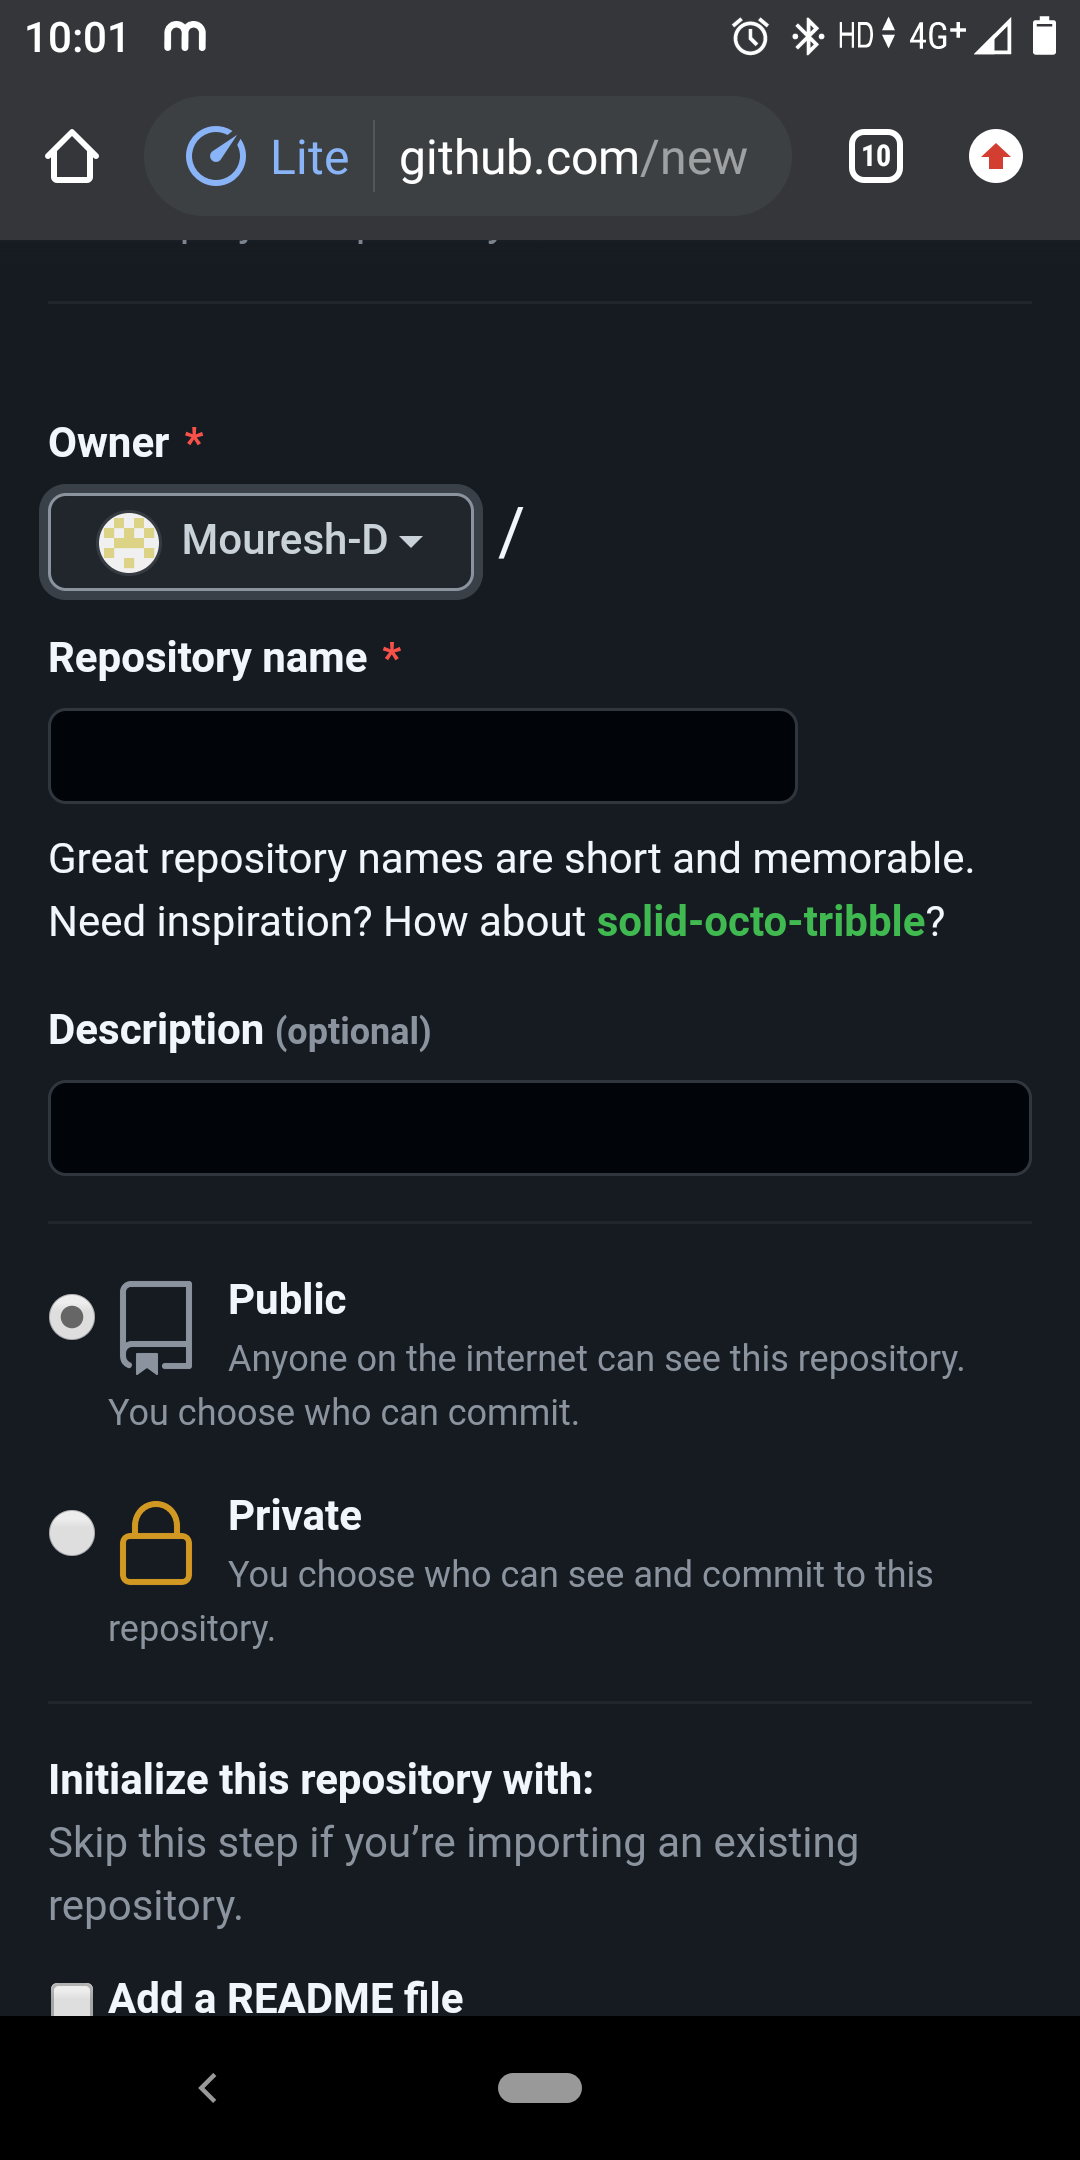 10:01 m HD 4G+
Lite github.com/new 10
Owner *
Mouresh-D /
Repository name *
Great repository names are short and memorable.
Need inspiration? How about solid-octo-tribble?
Description (optional)
Public
Anyone on the internet can see this repository.
You choose who can commit.
Private
You choose who can see and commit to this
repository.
Initialize this repository with:
Skip this step if you’re importing an existing
repository.
Add a README file